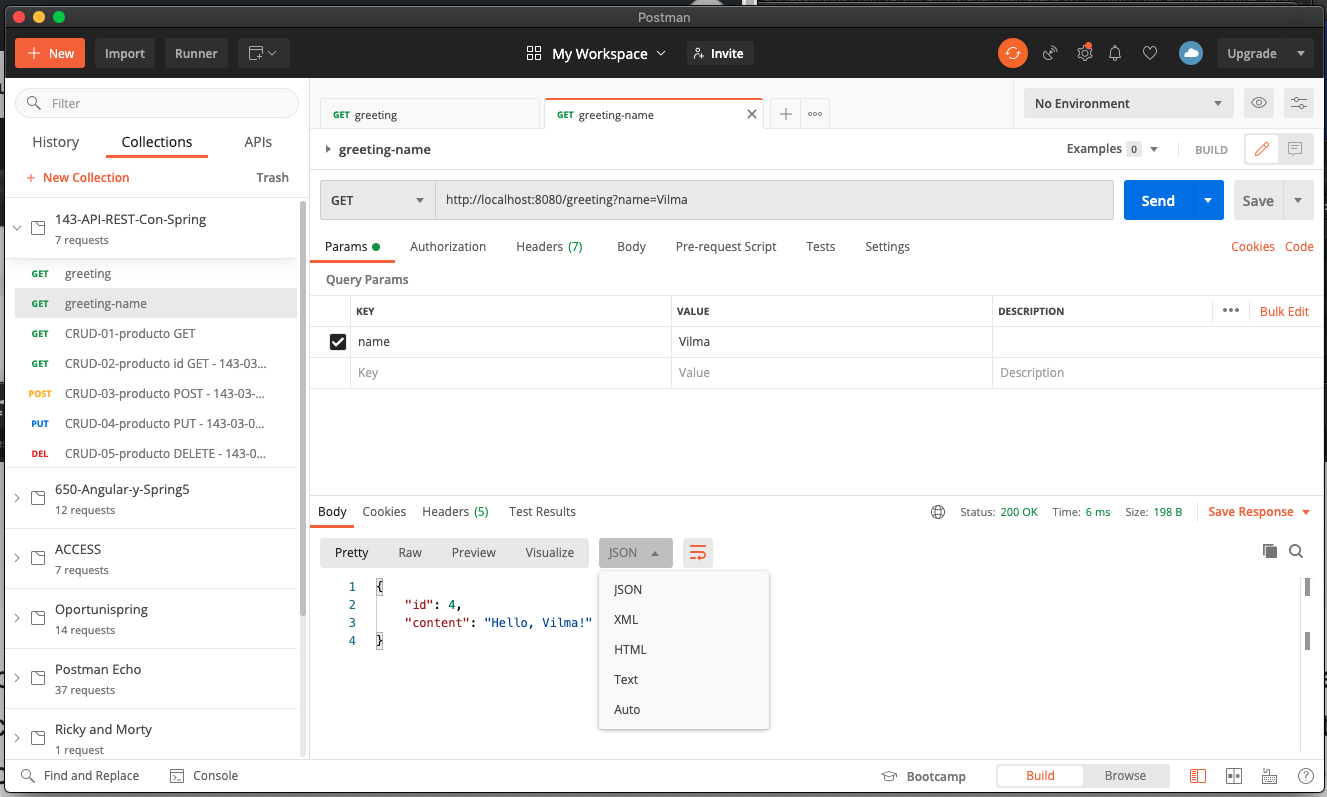 Postman
New Import Runner My Workspace Invite Upgrade
Filter
History Collections APIs
New Collection Trash
143-API-REST-Con-Spring
7 requests
GET greeting
GET greeting-name
GET CRUD-01-producto GET
GET CRUD-02-producto id GET - 143-03...
POST CRUD-03-producto POST - 143-03-...
PUT CRUD-04-producto PUT - 143-03-0...
DEL CRUD-05-producto DELETE - 143-0...
650-Angular-y-Spring5
12 requests
ACCESS
7 requests
Oportunispring
14 requests
Postman Echo
37 requests
Ricky and Morty
1 request
GET greeting GET greeting-name No Environment
greeting-name Examples 0 BUILD
GET http://localhost:8080/greeting?name=Vilma Send Save
Params Authorization Headers (7) Body Pre-request Script Tests Settings Cookies Code
Query Params
KEY VALUE DESCRIPTION Bulk Edit
name Vilma
Key Value Description
Body Cookies Headers (5) Test Results Status: 200 OK Time: 6 ms Size: 198 B Save Response
Pretty Raw Preview Visualize JSON
1 {
2 "id": 4,
3 "content": "Hello, Vilma!"
4 }
JSON
XML
HTML
Text
Auto
Find and Replace Console Bootcamp Build Browse